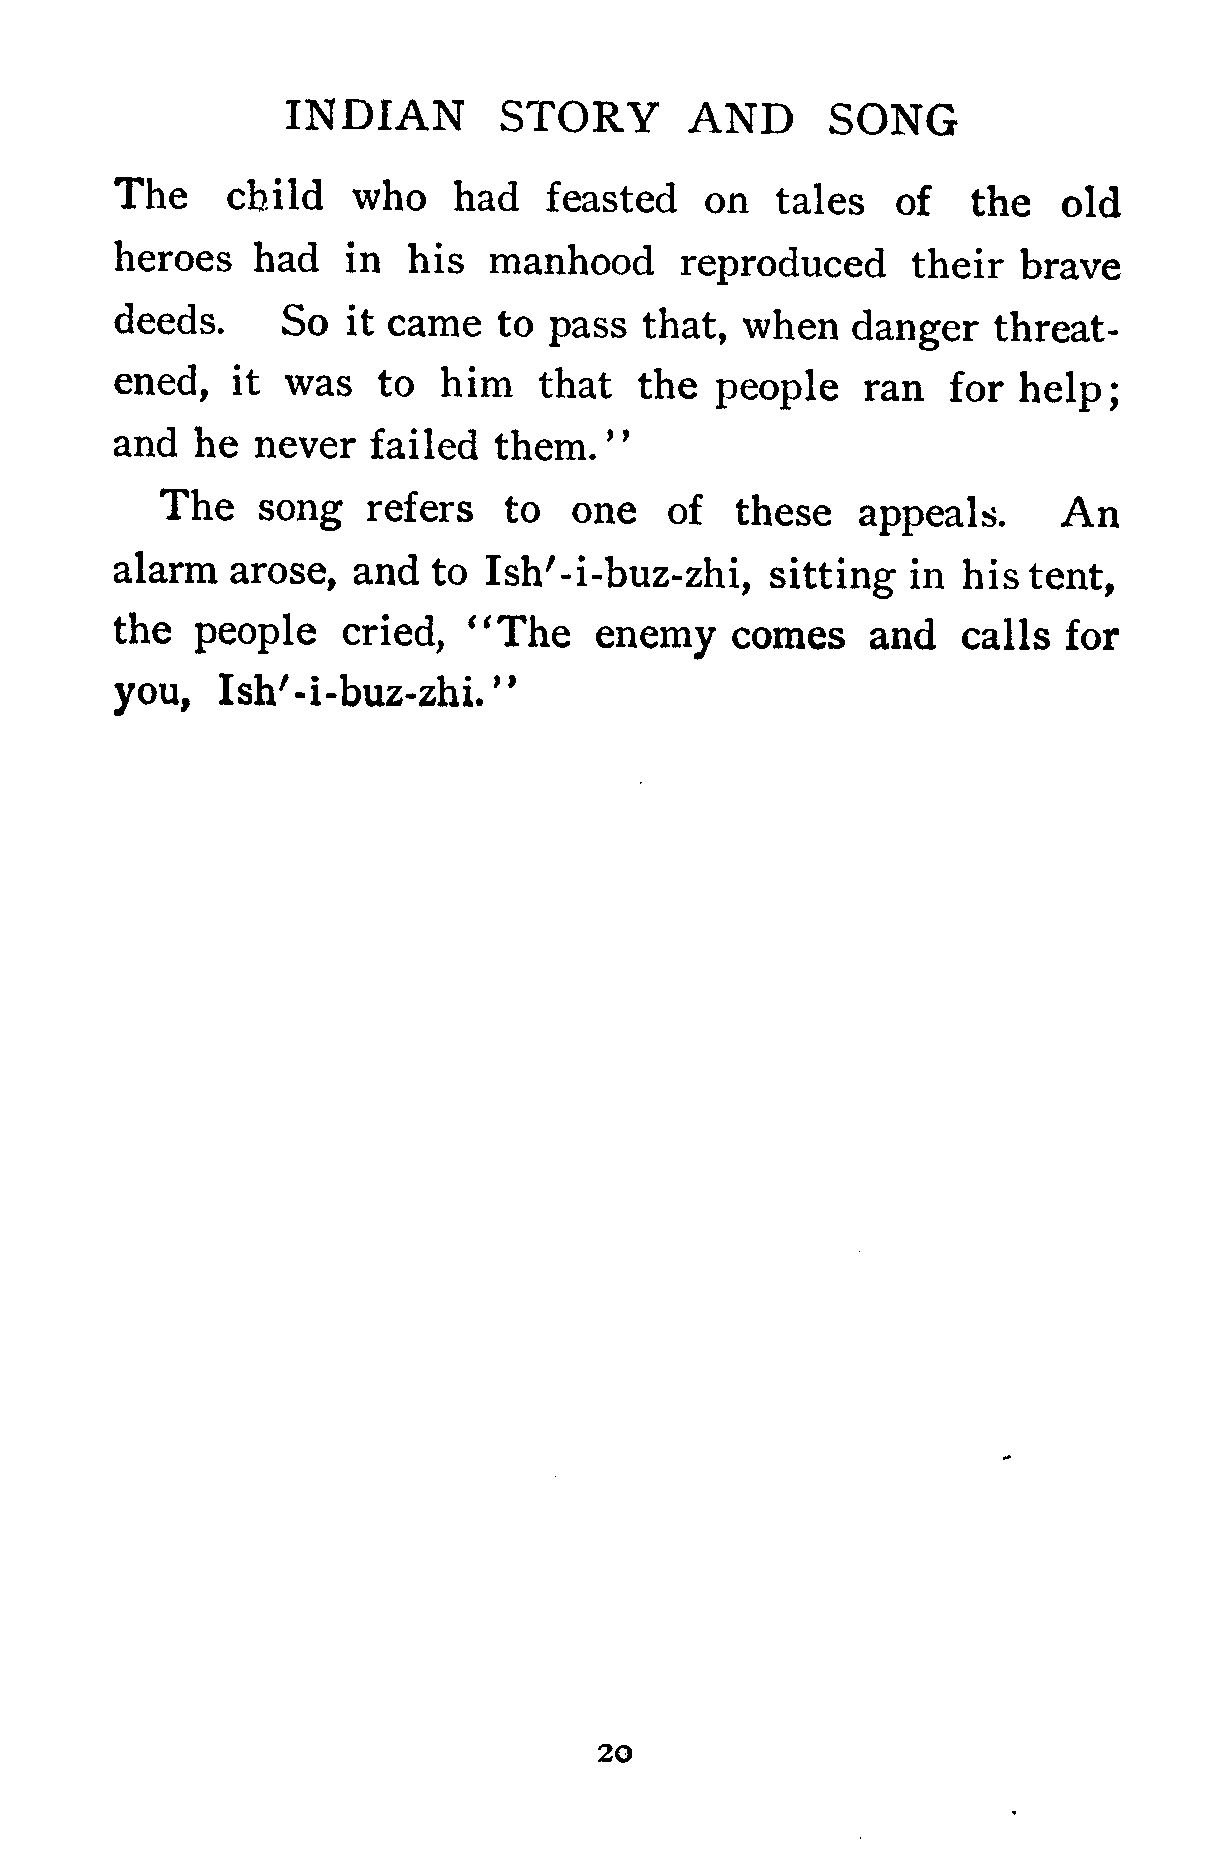 INDIAN STORY AND SONG
The child who had feasted on tales of the old
heroes had in his manhood reproduced their brave
deeds. So it came to pass that, when danger threat-
ened, it was to him that the people ran for help;
and he never failed them.''
The song refers to one of these appeals. An
alarm arose, and to Ish′-i-buz-zhi, sitting in his tent,
the people cried, ‘‘The enemy comes and calls for
you, Ish′-i-buz-zhi.''
20